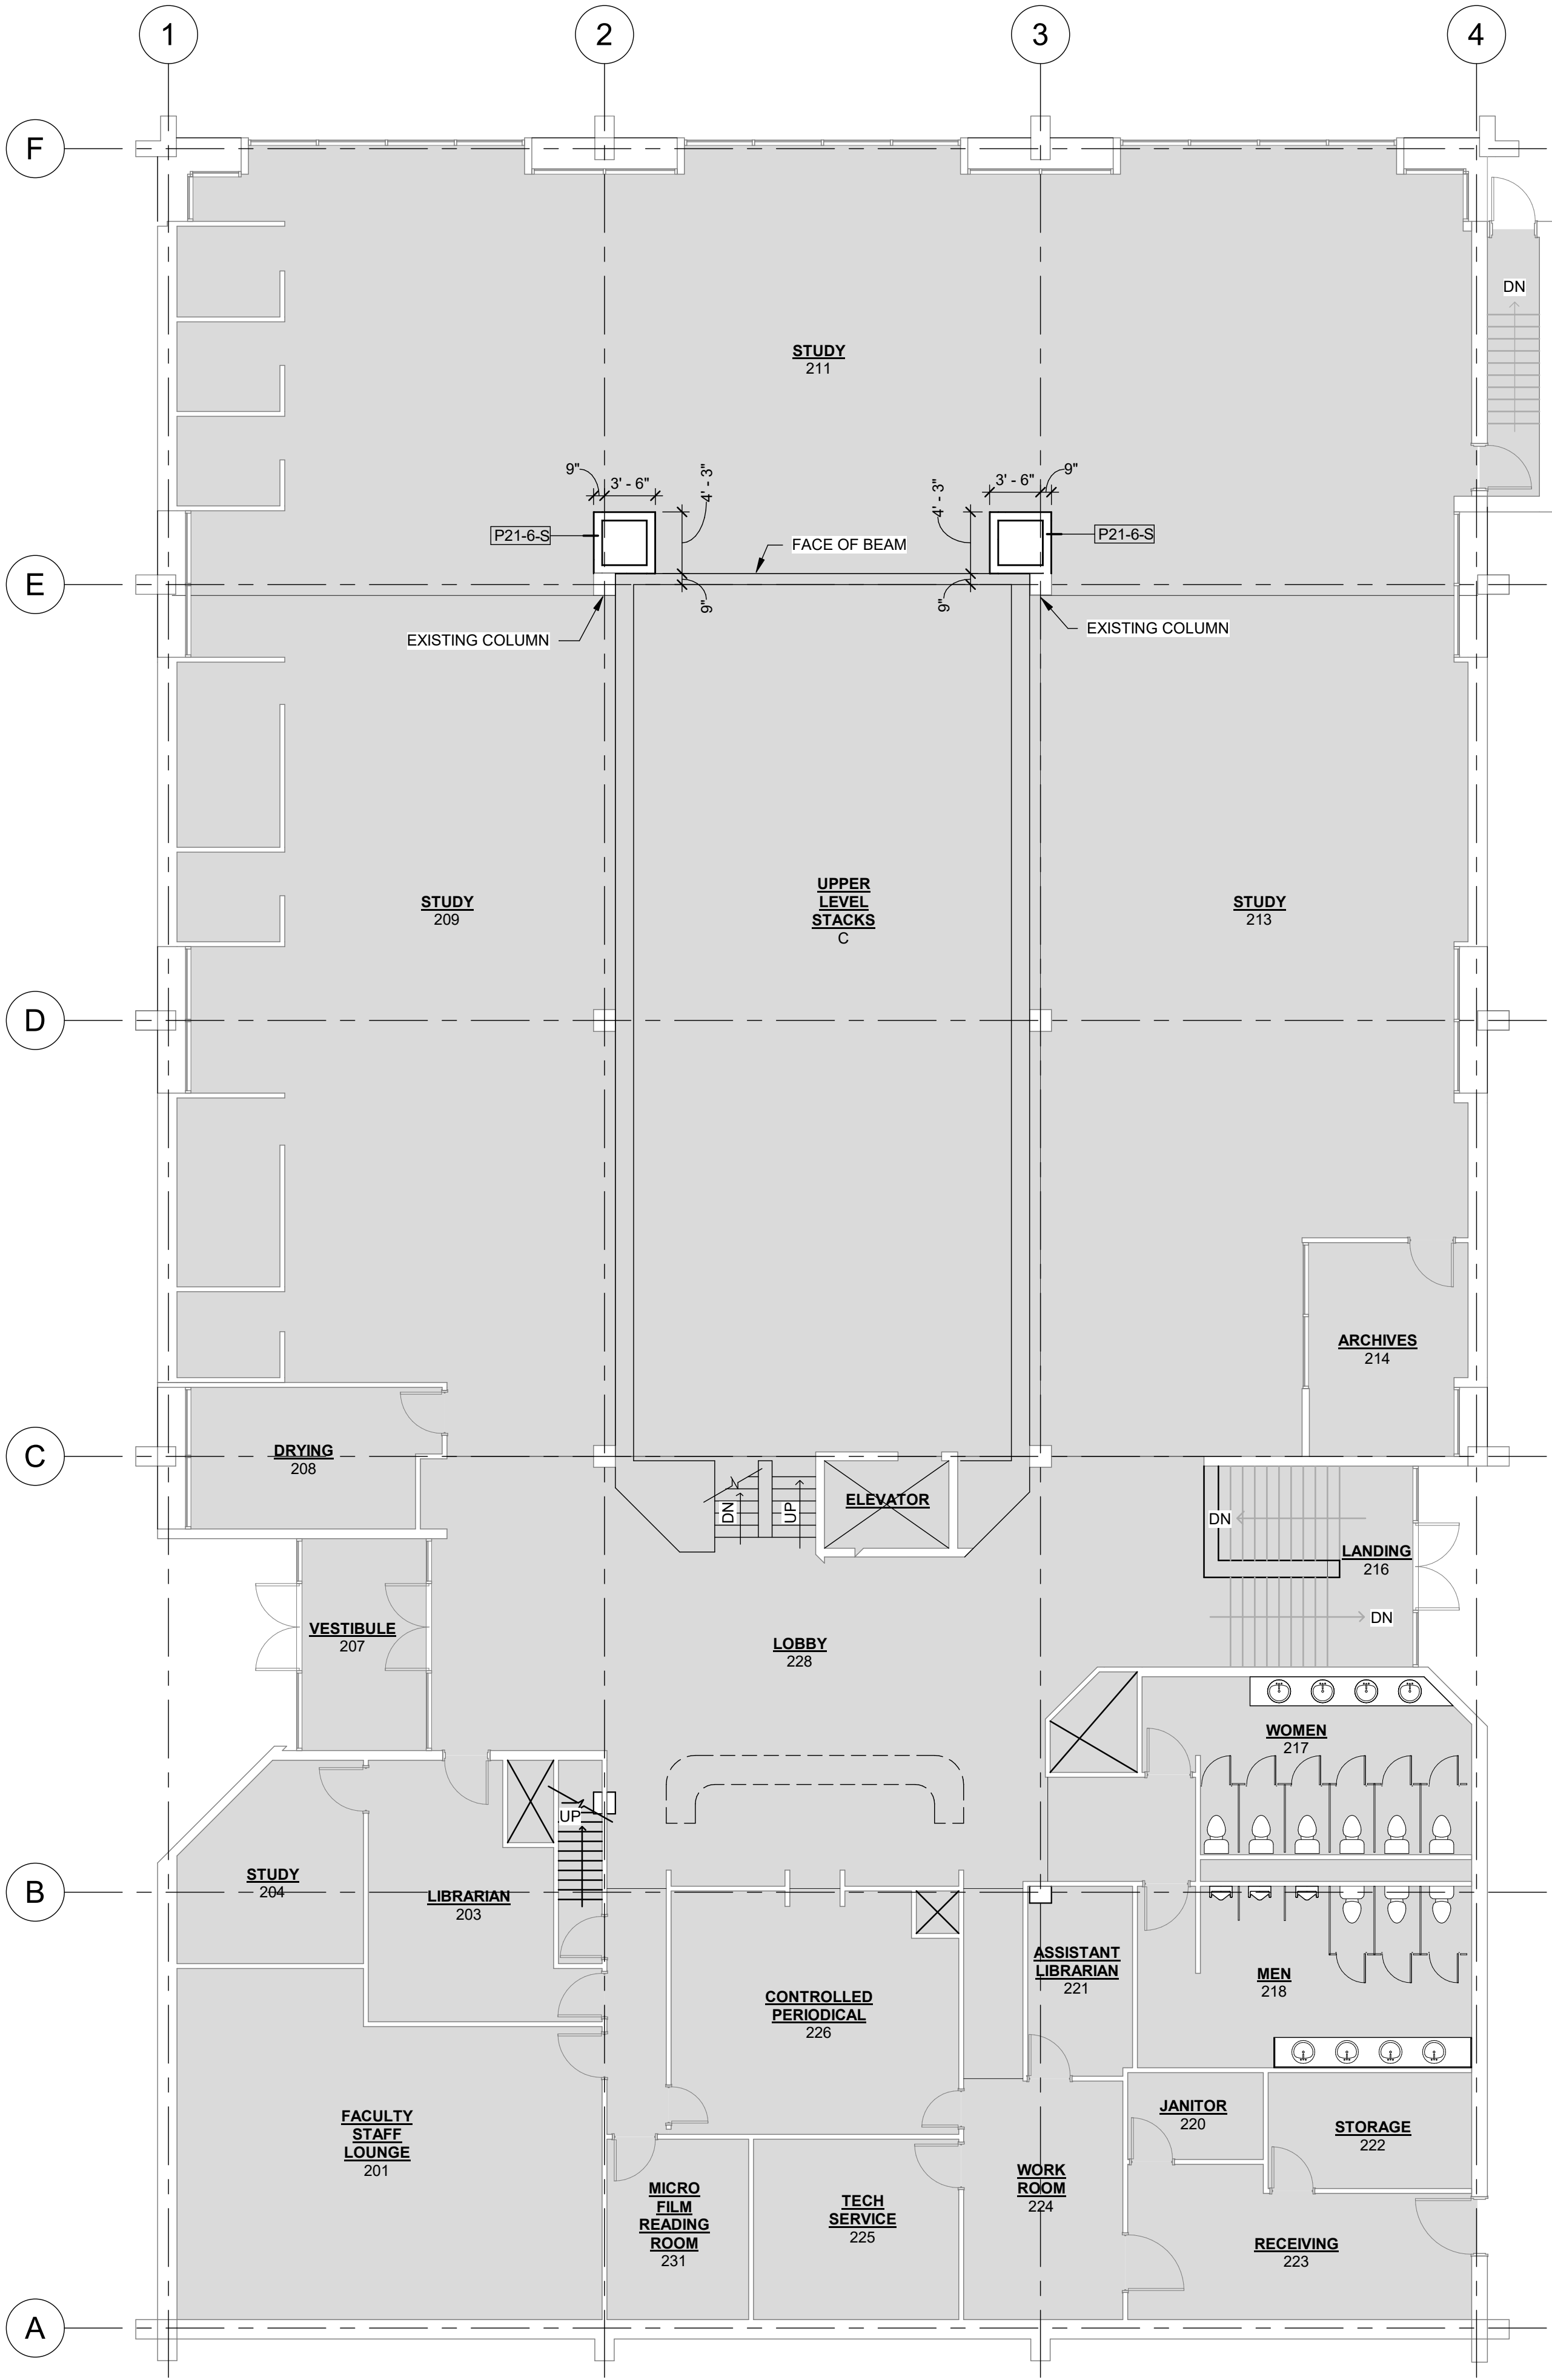 1
2
3
4
F
DN
STUDY
211
9"
3' - 6"
4' - 3"
4' - 3"
3' - 6"
9"
P21-6-S
P21-6-S
FACE OF BEAM
E
9"
9"
EXISTING COLUMN
EXISTING COLUMN
STUDY
209
UPPER
LEVEL
STACKS
C
STUDY
213
D
ARCHIVES
214
C
DRYING
208
DN
UP
ELEVATOR
DN
LANDING
216
DN
VESTIBULE
207
LOBBY
228
WOMEN
217
UP
STUDY
204
B
LIBRARIAN
203
ASSISTANT
LIBRARIAN
221
MEN
218
CONTROLLED
PERIODICAL
226
FACULTY
STAFF
LOUNGE
201
JANITOR
220
STORAGE
222
MICRO
FILM
READING
ROOM
231
TECH
SERVICE
225
WORK
ROOM
224
RECEIVING
223
A